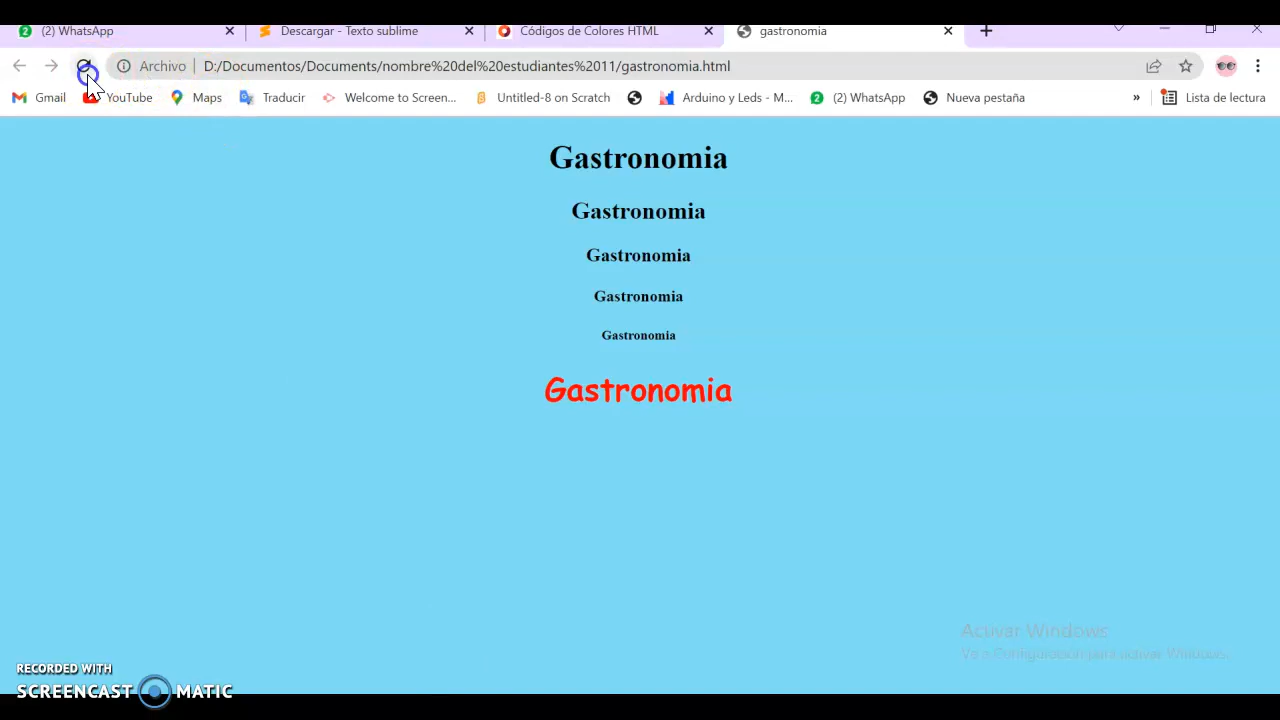 (2) WhatsApp
Descargar - Texto sublime
Códigos de Colores HTML
gastronomia
Archivo
D:/Documentos/Documents/nombre%20del%20estudiantes%2011/gastronomia.html
Gmail
YouTube
Maps
Traducir
Welcome to Screen...
Untitled-8 on Scratch
Arduino y Leds - M...
(2) WhatsApp
Nueva pestaña
»
Lista de lectura
Gastronomia
Gastronomia
Gastronomia
Gastronomia
Gastronomia
Gastronomia
Activar Windows
Ve a Configuración para activar Windows.
RECORDED WITH
SCREENCAST MATIC